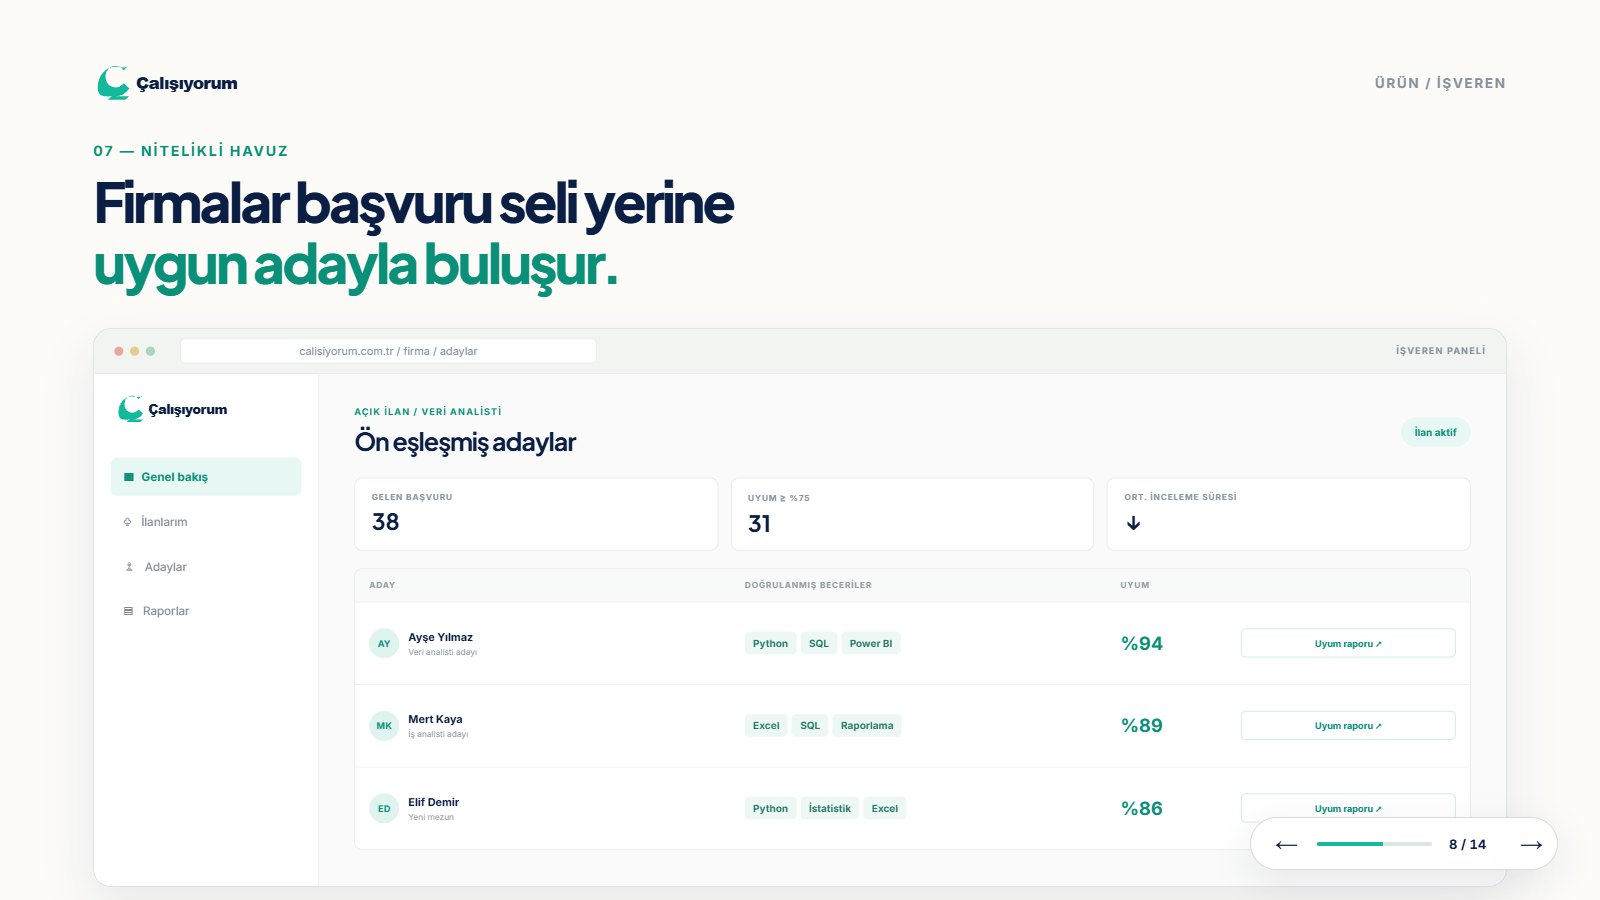 Çalışıyorum
ÜRÜN / İŞVEREN
07 — NİTELİKLİ HAVUZ
Firmalar başvuru seli yerine
uygun adayla buluşur.
calisiyorum.com.tr / firma / adaylar
İŞVEREN PANELİ
Çalışıyorum
Genel bakış
İlanlarım
Adaylar
Raporlar
AÇIK İLAN / VERİ ANALİSTİ
Ön eşleşmiş adaylar
İlan aktif
GELEN BAŞVURU
38
UYUM ≥ %75
31
ORT. İNCELEME SÜRESİ
↓
ADAY DOĞRULANMIŞ BECERİLER UYUM
AY Ayşe Yılmaz Python SQL Power BI %94 Uyum raporu ↗
Veri analisti adayı
MK Mert Kaya Excel SQL Raporlama %89 Uyum raporu ↗
İş analisti adayı
ED Elif Demir Python İstatistik Excel %86 Uyum raporu ↗
Yeni mezun
← 8 / 14 →